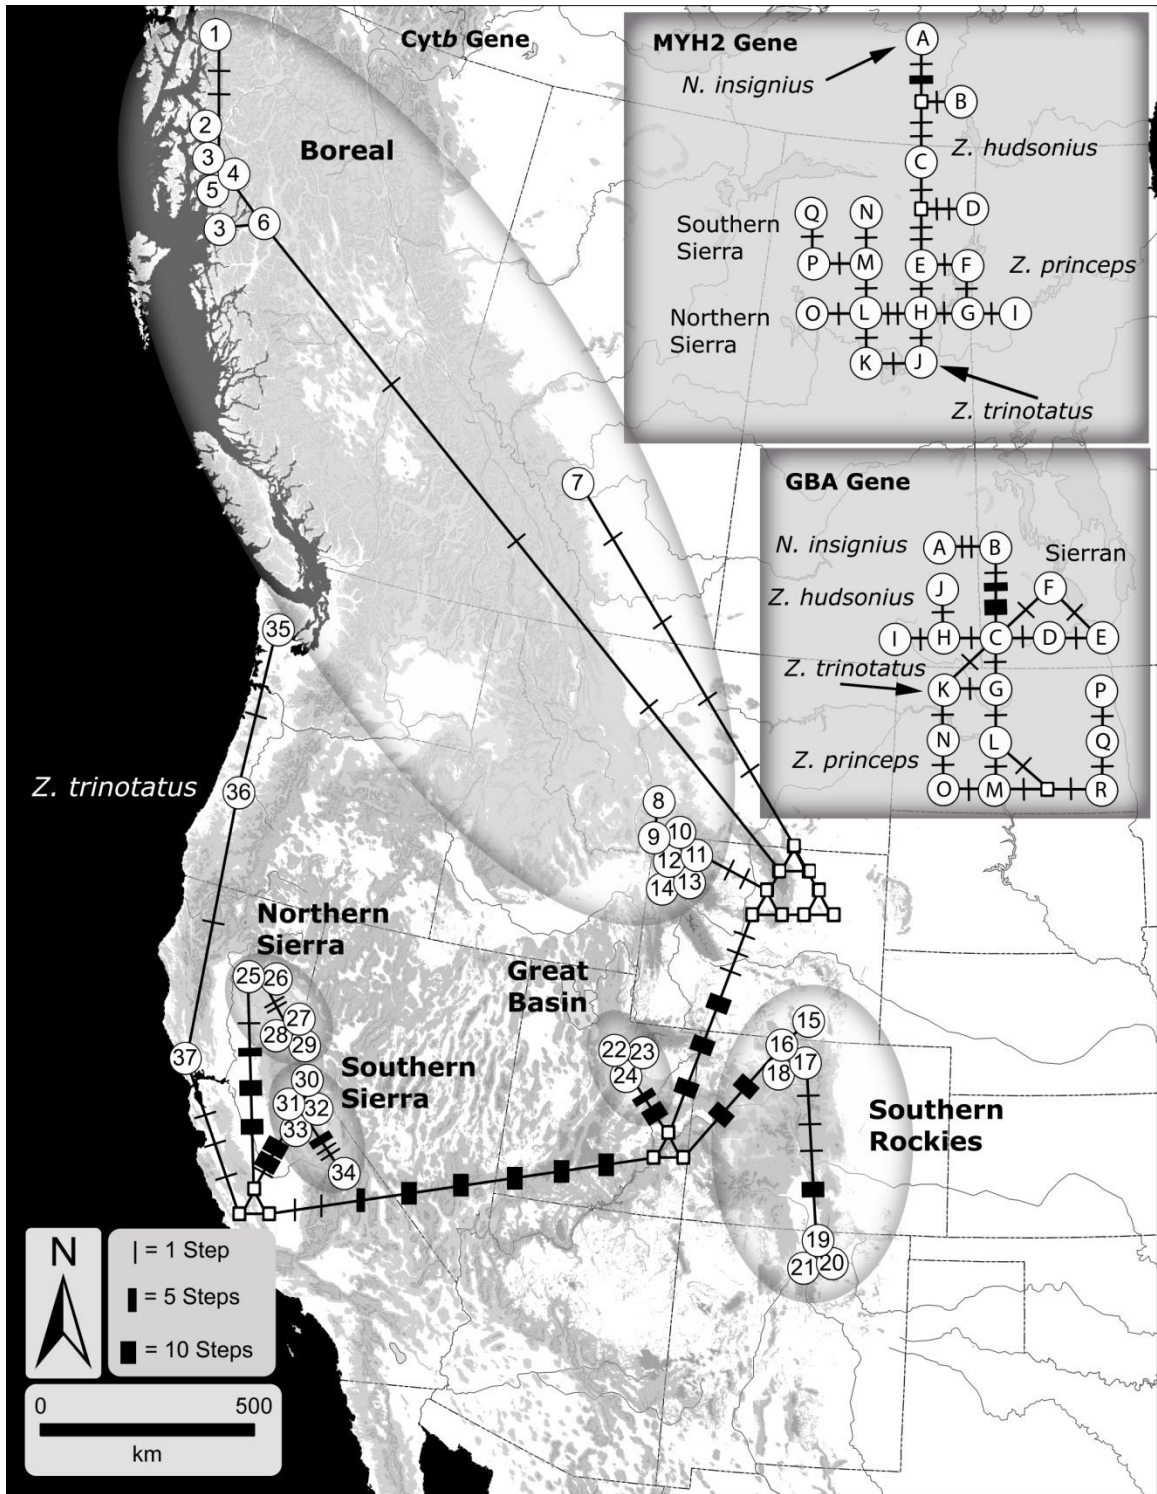 Cytb Gene
1
2
3
4
5
3
6
Boreal
7
8
9
10
11
12
14
13
35
Z. trinotatus
36
37
Northern
Sierra
25
26
27
28
29
Southern
Sierra
30
31
32
33
34
Great
Basin
22
23
24
15
16
17
18
Southern
Rockies
19
20
21
MYH2 Gene
A
N. insignius
B
Z. hudsonius
C
Q
N
D
Southern
Sierra
P
M
E
F
Z. princeps
O
L
H
G
I
Northern
Sierra
K
J
Z. trinotatus
GBA Gene
N. insignius
A
B
Sierran
J
F
Z. hudsonius
I
H
C
D
E
Z. trinotatus
K
G
P
N
L
Q
Z. princeps
O
M
R
N
| = 1 Step
= 5 Steps
= 10 Steps
0 500
km